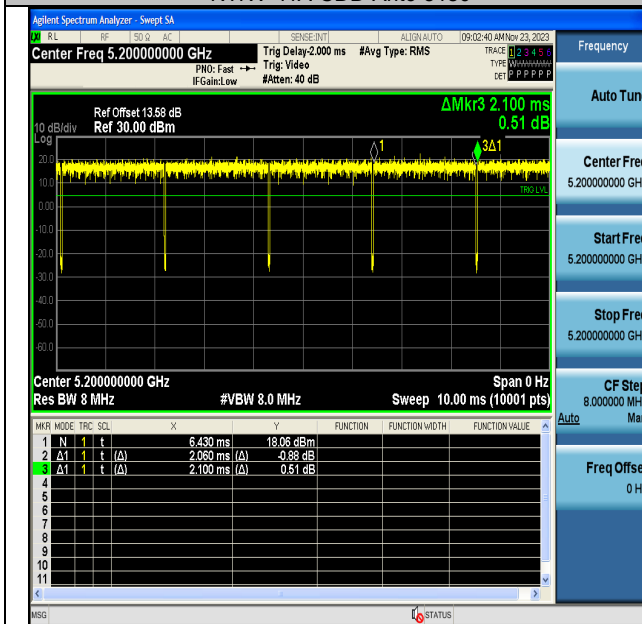 Agilent Spectrum Analyzer - Swept SA
RL RF 50 Ω AC SENSE:INT ALIGN AUTO 09:02:40 AM Nov 23, 2023
Center Freq 5.200000000 GHz
PNO: Fast
IFGain:Low
Trig Delay-2.000 ms
Trig: Video
#Atten: 40 dB
#Avg Type: RMS
TRACE 1 2 3 4 5 6
TYPE
DET P P P P P P
Frequency
Auto Tun
Center Fre
5.200000000 GH
Start Fre
5.200000000 GH
Stop Fre
5.200000000 GH
CF Step
8.000000 MH
Auto Ma
Freq Offse
0 H
Ref Offset 13.58 dB
10 dB/div Ref 30.00 dBm
Log
ΔMkr3 2.100 ms
0.51 dB
1
3Δ1
20.0
10.0
TRIG LVL
0.00
-10.0
-20.0
-30.0
-40.0
-50.0
-60.0
Center 5.200000000 GHz Span 0 Hz
Res BW 8 MHz #VBW 8.0 MHz Sweep 10.00 ms (10001 pts)
MKR MODE TRC SCL X Y FUNCTION FUNCTION WIDTH FUNCTION VALUE
1 N 1 t 6.430 ms 18.06 dBm
2 Δ1 1 t (Δ) 2.060 ms (Δ) -0.88 dB
3 Δ1 1 t (Δ) 2.100 ms (Δ) 0.51 dB
4
5
6
7
8
9
10
11
MSG STATUS